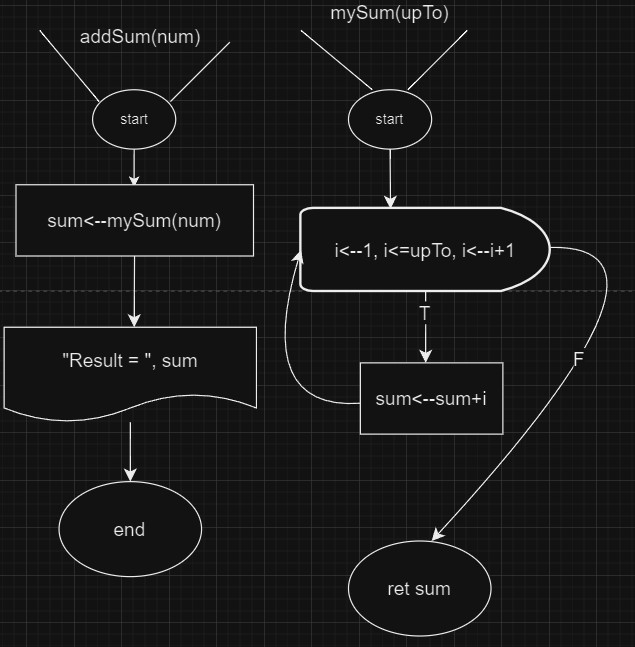 addSum(num)
start
sum<--mySum(num)
"Result = ", sum
end
mySum(upTo)
start
i<--1, i<=upTo, i<--i+1
T
F
sum<--sum+i
ret sum